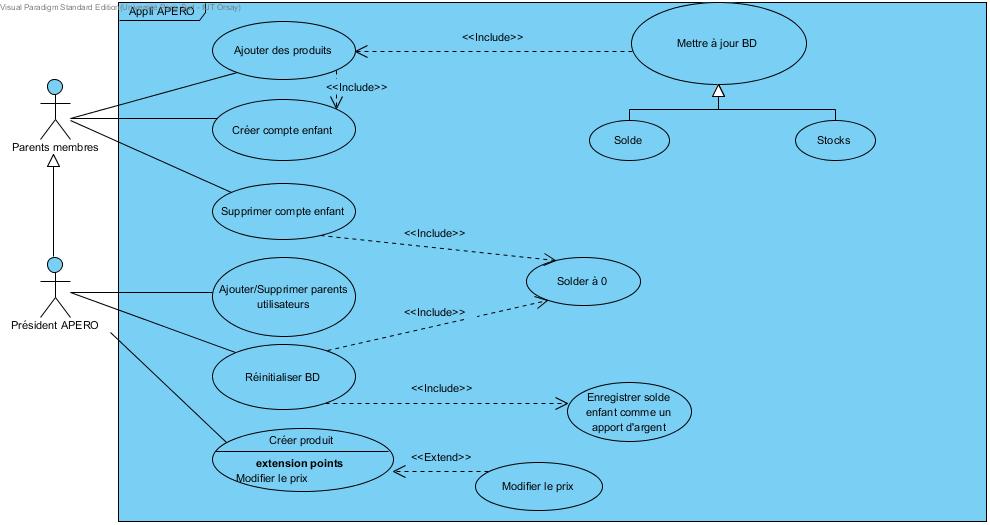 Visual Paradigm Standard Edition
Orsay)
Appli APERO
Ajouter des produits
<<Include>>
Mettre à jour BD
<<Include>>
Créer compte enfant
Parents membres
Solde
Stocks
Supprimer compte enfant
<<Include>>
Solder à 0
Ajouter/Supprimer parents
utilisateurs
Président APERO
<<Include>>
Réinitialiser BD
<<Include>>
Enregistrer solde
enfant comme un
apport d'argent
Créer produit
extension points
Modifier le prix
<<Extend>>
Modifier le prix